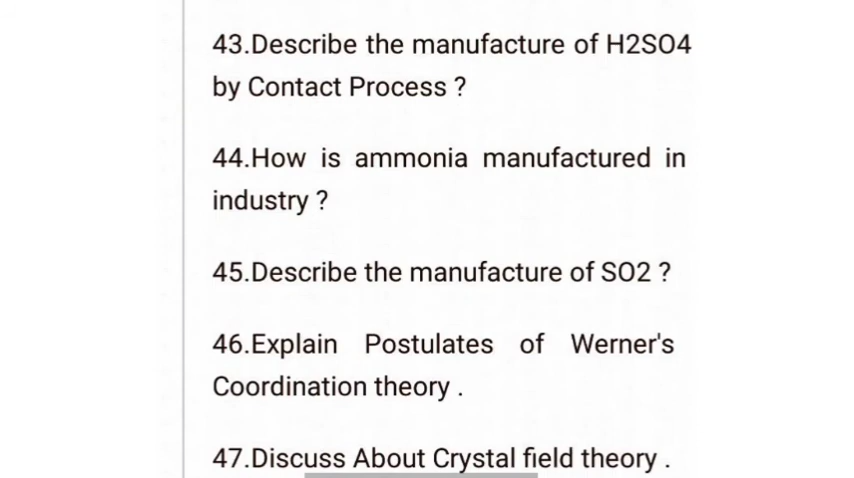 43.Describe the manufacture of H2SO4
by Contact Process ?
44.How is ammonia manufactured in
industry ?
45.Describe the manufacture of SO2 ?
46.Explain Postulates of Werner's
Coordination theory .
47.Discuss About Crystal field theory .